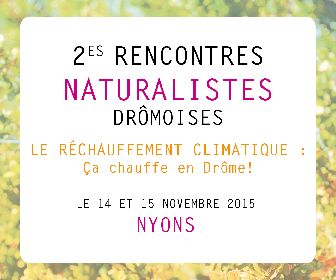 2ES RENCONTRES
NATURALISTES
DRÔMOISES
LE RÉCHAUFFEMENT CLIMATIQUE :
Ça chauffe en Drôme!
LE 14 ET 15 NOVEMBRE 2015
NYONS